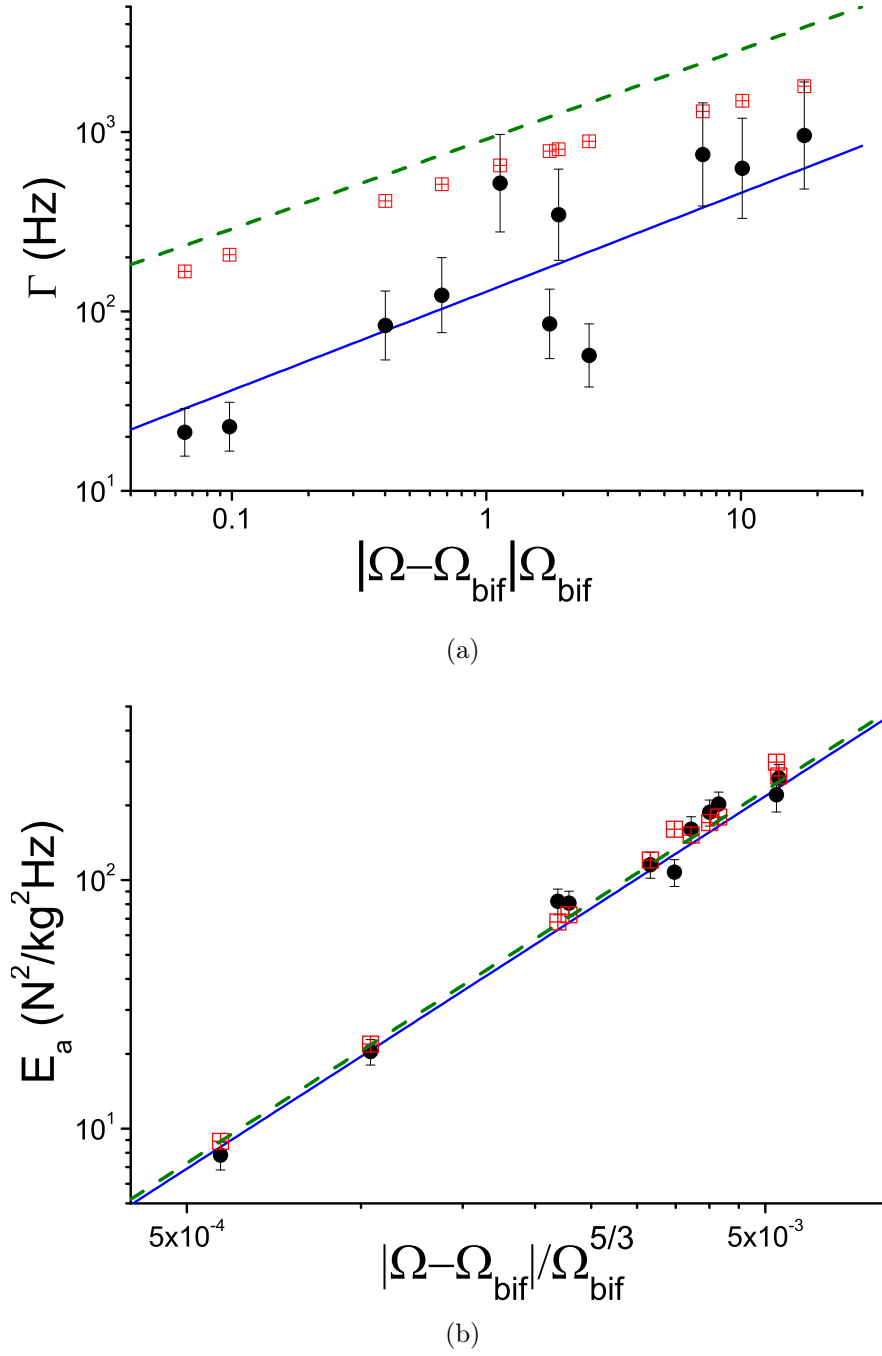 10³
10²
10¹
Γ (Hz)
0.1 1 10
|Ω−Ω_bif|Ω_bif
(a)
10²
10¹
E_a (N²/kg²Hz)
5x10⁻⁴ 5x10⁻³
|Ω−Ω_bif|/Ω_bif^5/3
(b)